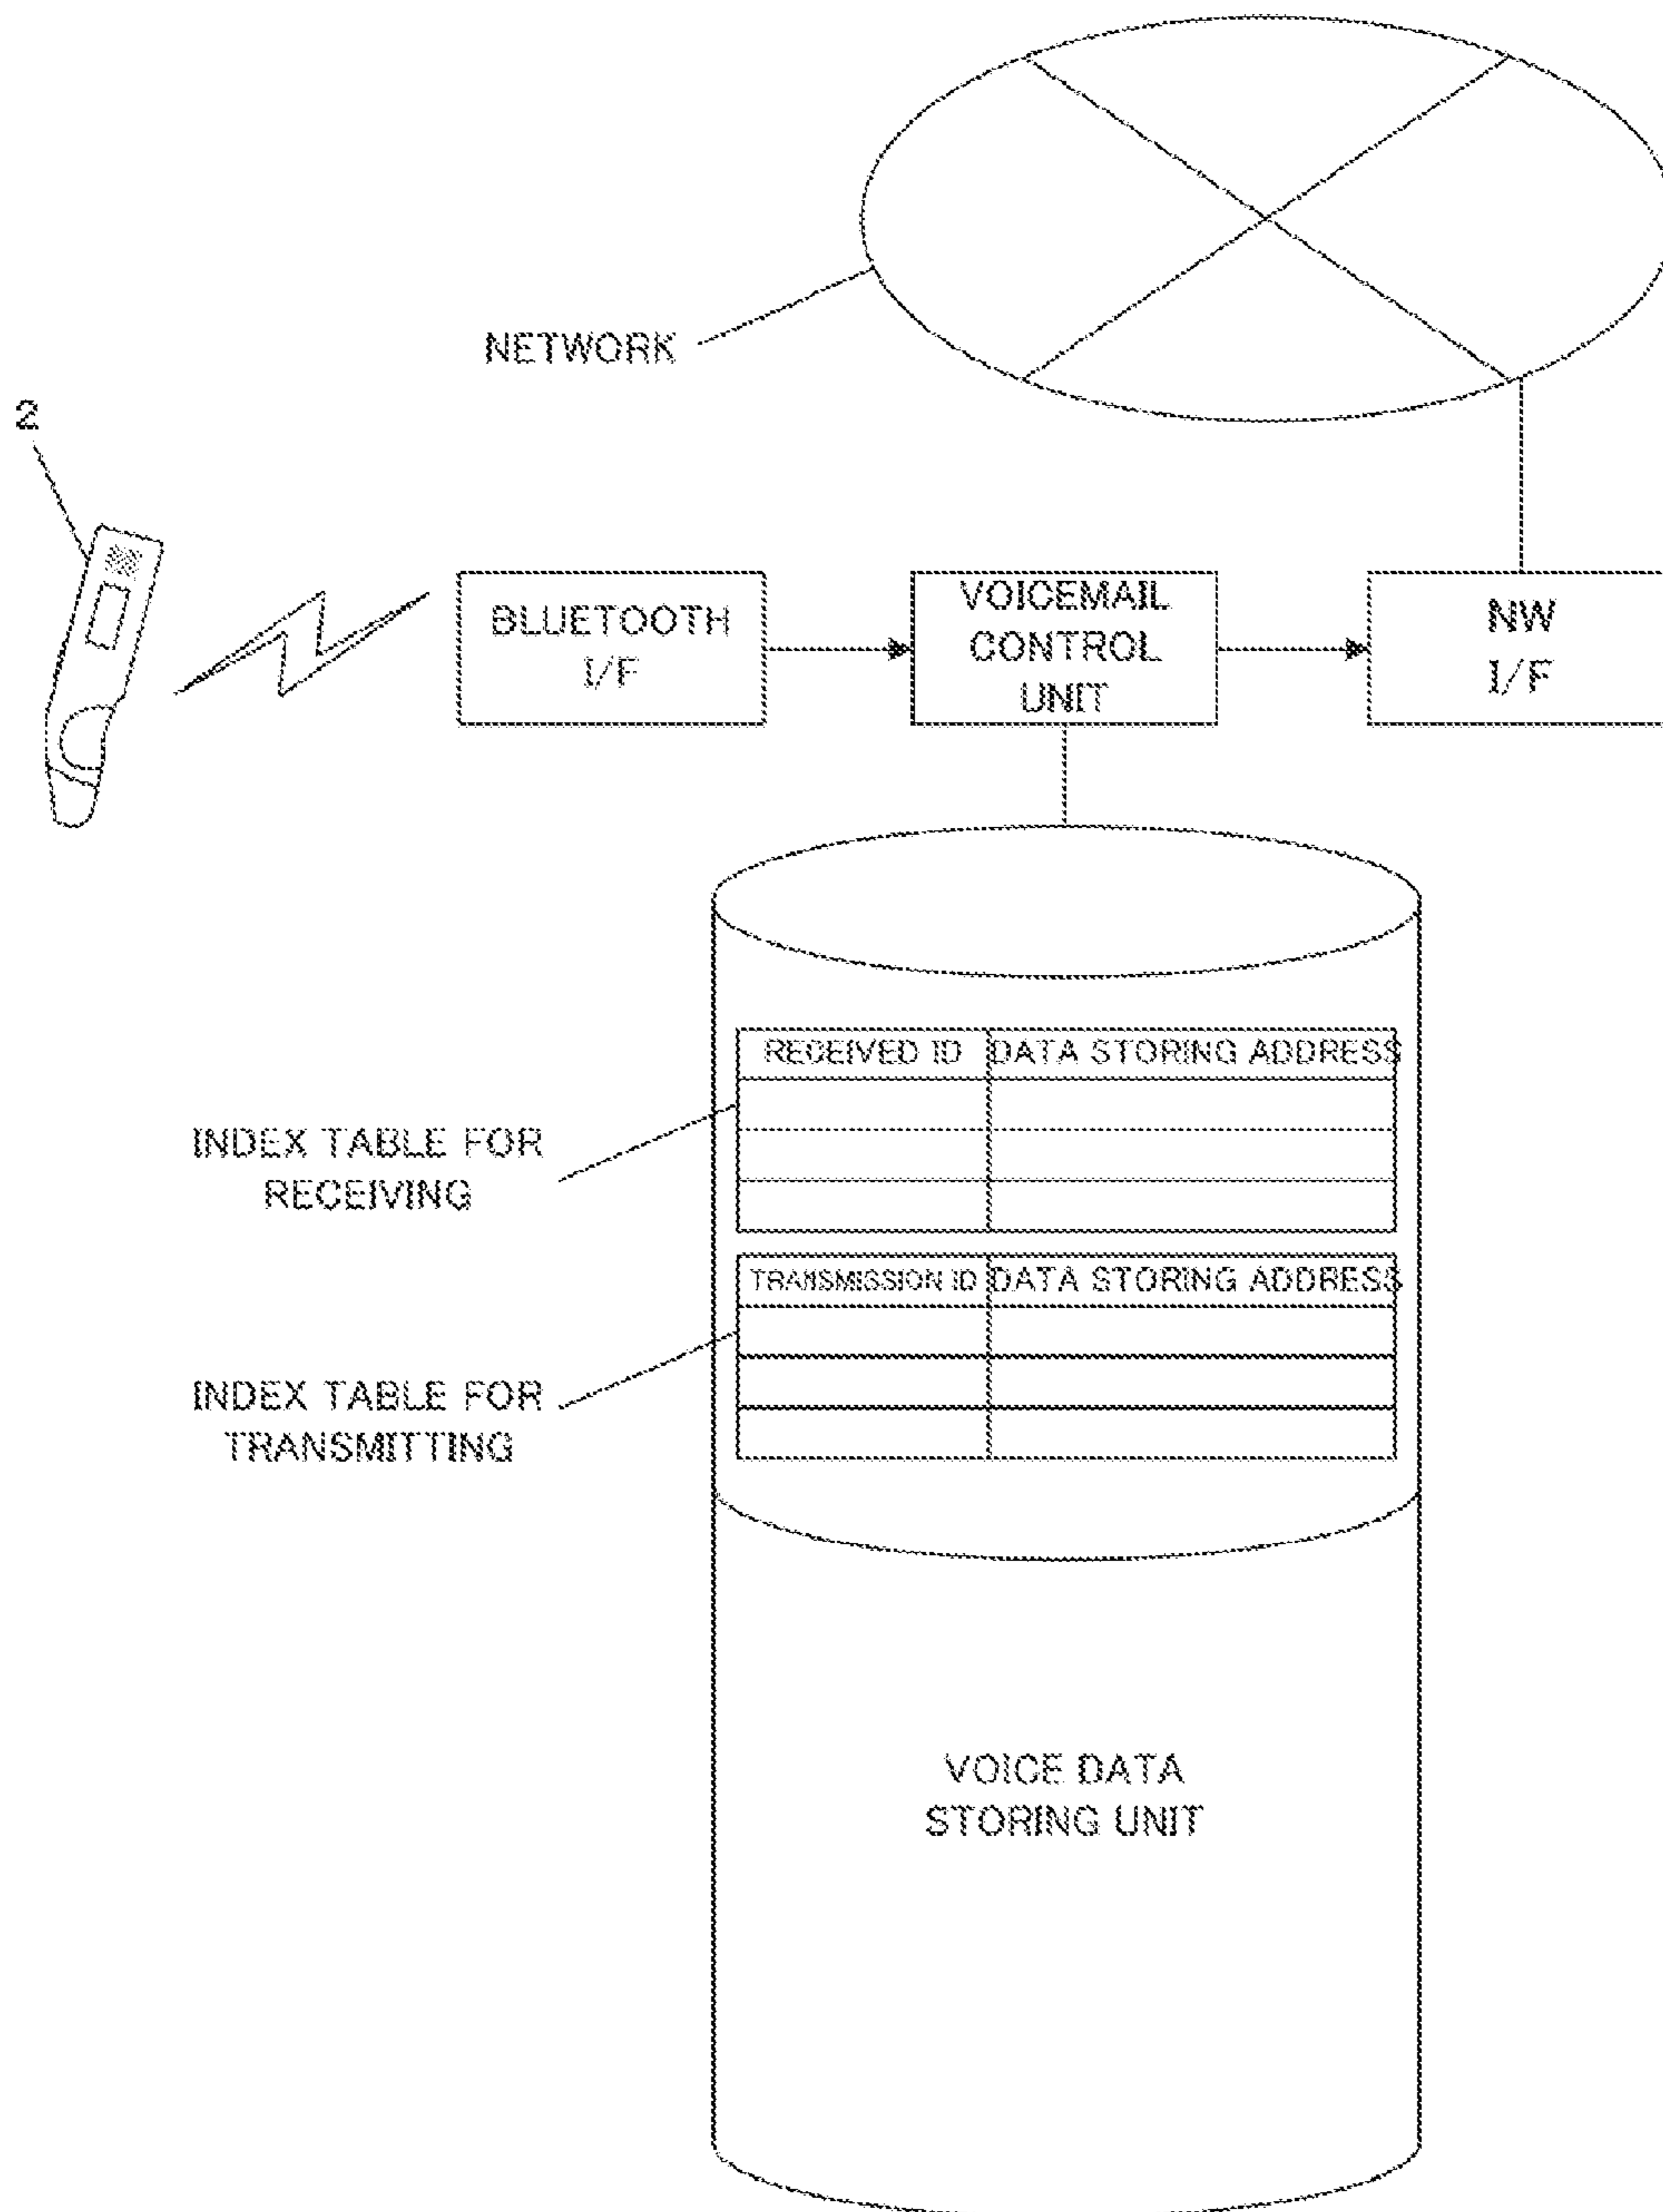 NETWORK
2
BLUETOOTH
I/F
VOICEMAIL
CONTROL
UNIT
NW
I/F
RECEIVED ID DATA STORING ADDRESS
INDEX TABLE FOR
RECEIVING
TRANSMISSION ID DATA STORING ADDRESS
INDEX TABLE FOR
TRANSMITTING
VOICE DATA
STORING UNIT